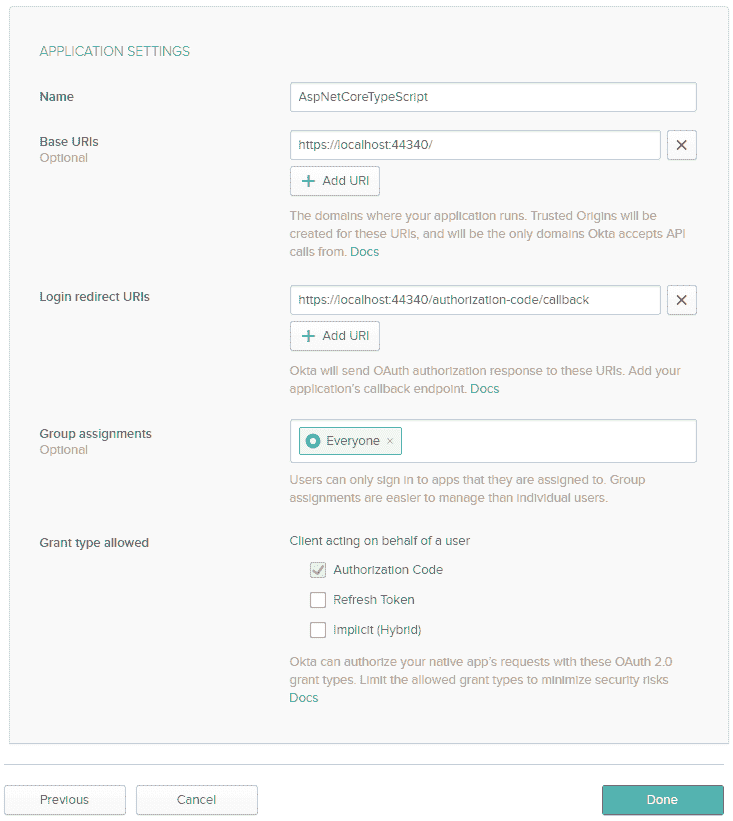 APPLICATION SETTINGS
Name
AspNetCoreTypeScript
Base URIs
Optional
https://localhost:44340/
Add URI
The domains where your application runs. Trusted Origins will be
created for these URIs, and will be the only domains Okta accepts API
calls from. Docs
Login redirect URIs
https://localhost:44340/authorization-code/callback
Add URI
Okta will send OAuth authorization response to these URIs. Add your
application's callback endpoint. Docs
Group assignments
Optional
Everyone
Users can only sign in to apps that they are assigned to. Group
assignments are easier to manage than individual users.
Grant type allowed
Client acting on behalf of a user
Authorization Code
Refresh Token
Implicit (Hybrid)
Okta can authorize your native app's requests with these OAuth 2.0
grant types. Limit the allowed grant types to minimize security risks
Docs
Previous
Cancel
Done